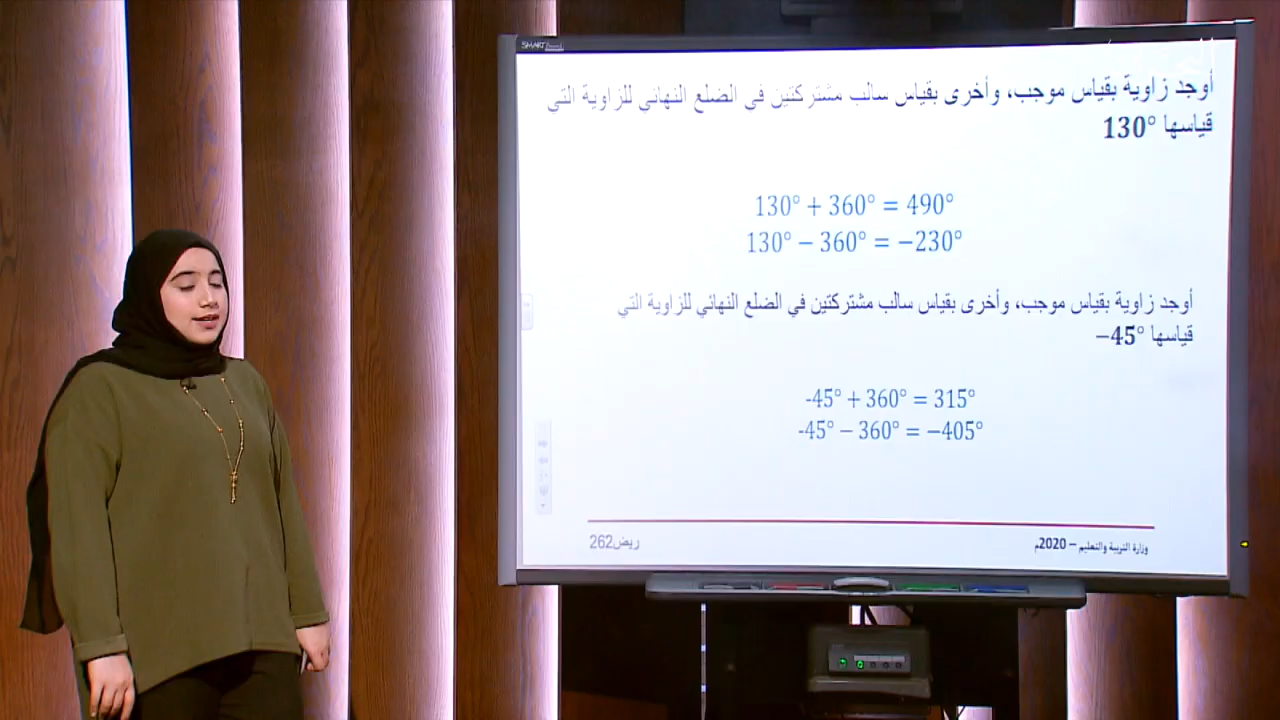 SMART
أوجد زاوية بقياس موجب، وأخرى بقياس سالب مشتركتين في الضلع النهائي للزاوية التي
قياسها 130°
130° + 360° = 490°
130° − 360° = −230°
أوجد زاوية بقياس موجب، وأخرى بقياس سالب مشتركتين في الضلع النهائي للزاوية التي
قياسها −45°
-45° + 360° = 315°
-45° − 360° = −405°
وزارة التربية والتعليم – 2020م
ريض262